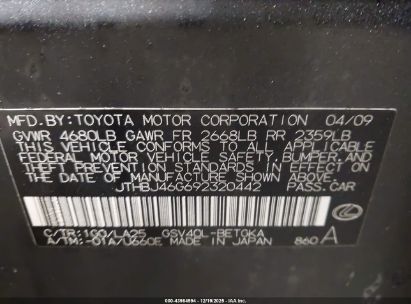 MFD.BY:TOYOTA MOTOR CORPORATION 04/09
GVWR 4680LB GAWR FR 2668LB RR 2359LB
THIS VEHICLE CONFORMS TO ALL APPLICABLE
FEDERAL MOTOR VEHICLE SAFETY, BUMPER, AND
THEFT PREVENTION STANDARDS IN EFFECT ON
THE DATE OF MANUFACTURE SHOWN ABOVE.
JTHBJ46G692320442 PASS.CAR
C/TR:1G0/LA25 GSV40L-BETGKA
A/TM:-01A/U660E MADE IN JAPAN 860 A